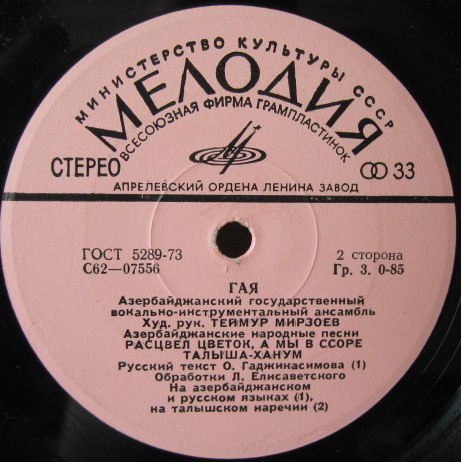 МИНИСТЕРСТВО КУЛЬТУРЫ СССР
МЕЛОДИЯ
ВСЕСОЮЗНАЯ ФИРМА ГРАМПЛАСТИНОК
СТЕРЕО
33
АПРЕЛЕВСКИЙ ОРДЕНА ЛЕНИНА ЗАВОД
ГОСТ 5289-73
2 сторона
С62—07556
Гр. 3. 0-85
ГАЯ
Азербайджанский государственный
вокально-инструментальный ансамбль
Худ. рук. ТЕЙМУР МИРЗОЕВ
Азербайджанские народные песни
РАСЦВЕЛ ЦВЕТОК, А МЫ В ССОРЕ
ТАЛЫША-ХАНУМ
Русский текст О. Гаджикасимова (1)
Обработки Л. Елисаветского
На азербайджанском
и русском языках (1),
на талышском наречии (2)